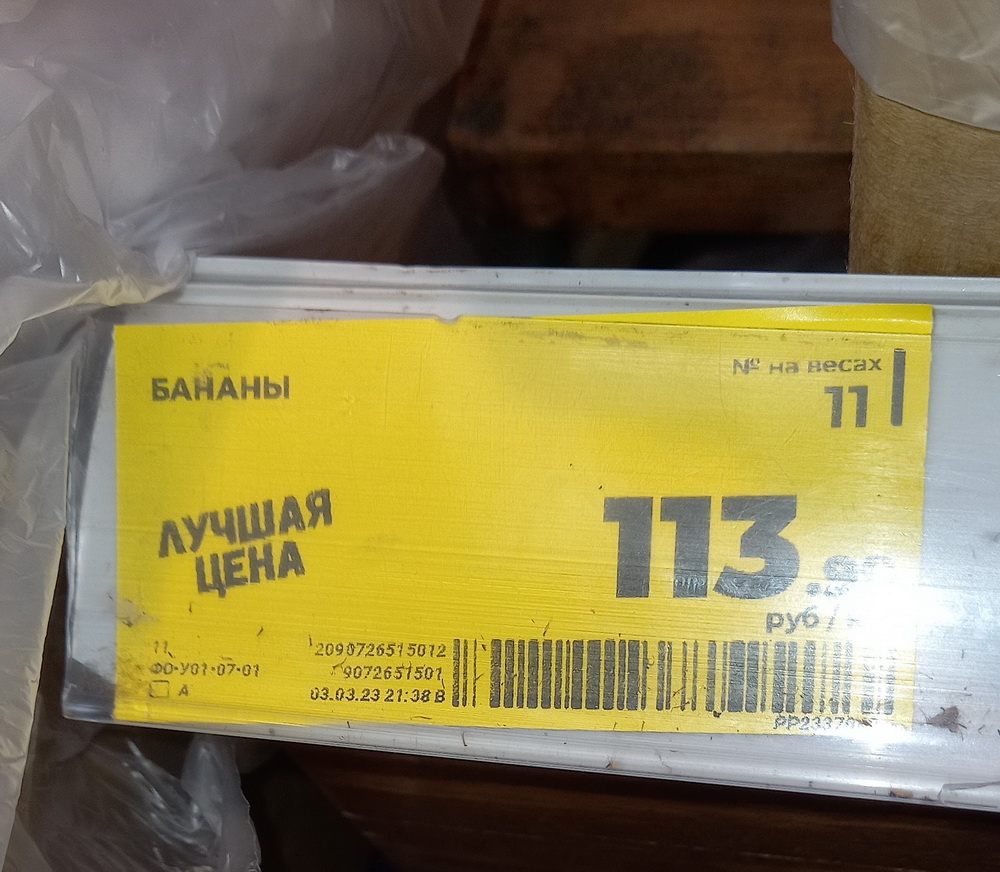 БАНАНЫ
№ на весах
11
ЛУЧШАЯ
ЦЕНА
113
руб /
11
ФО-У01-07-01
А
2090726515012
9072651501
03.03.23 21:38 В